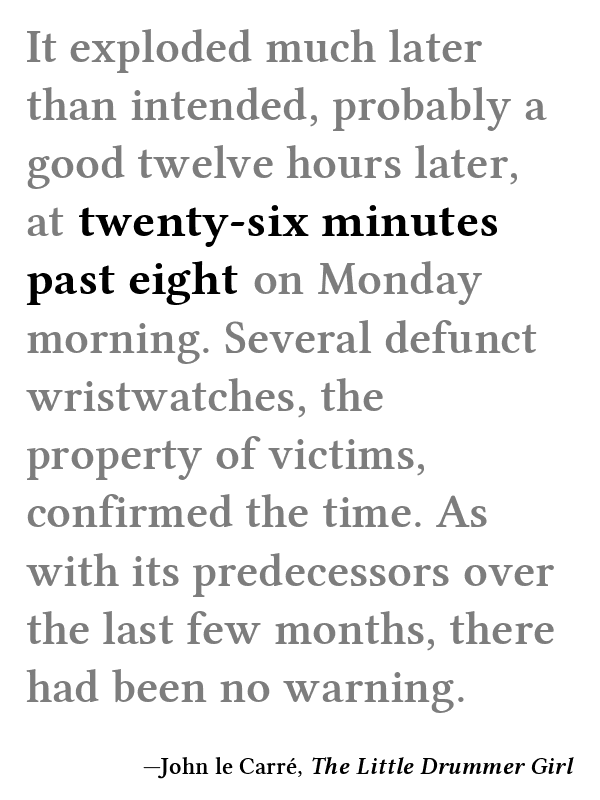 It exploded much later
than intended, probably a
good twelve hours later,
at twenty-six minutes
past eight on Monday
morning. Several defunct
wristwatches, the
property of victims,
confirmed the time. As
with its predecessors over
the last few months, there
had been no warning.
—John le Carré, The Little Drummer Girl